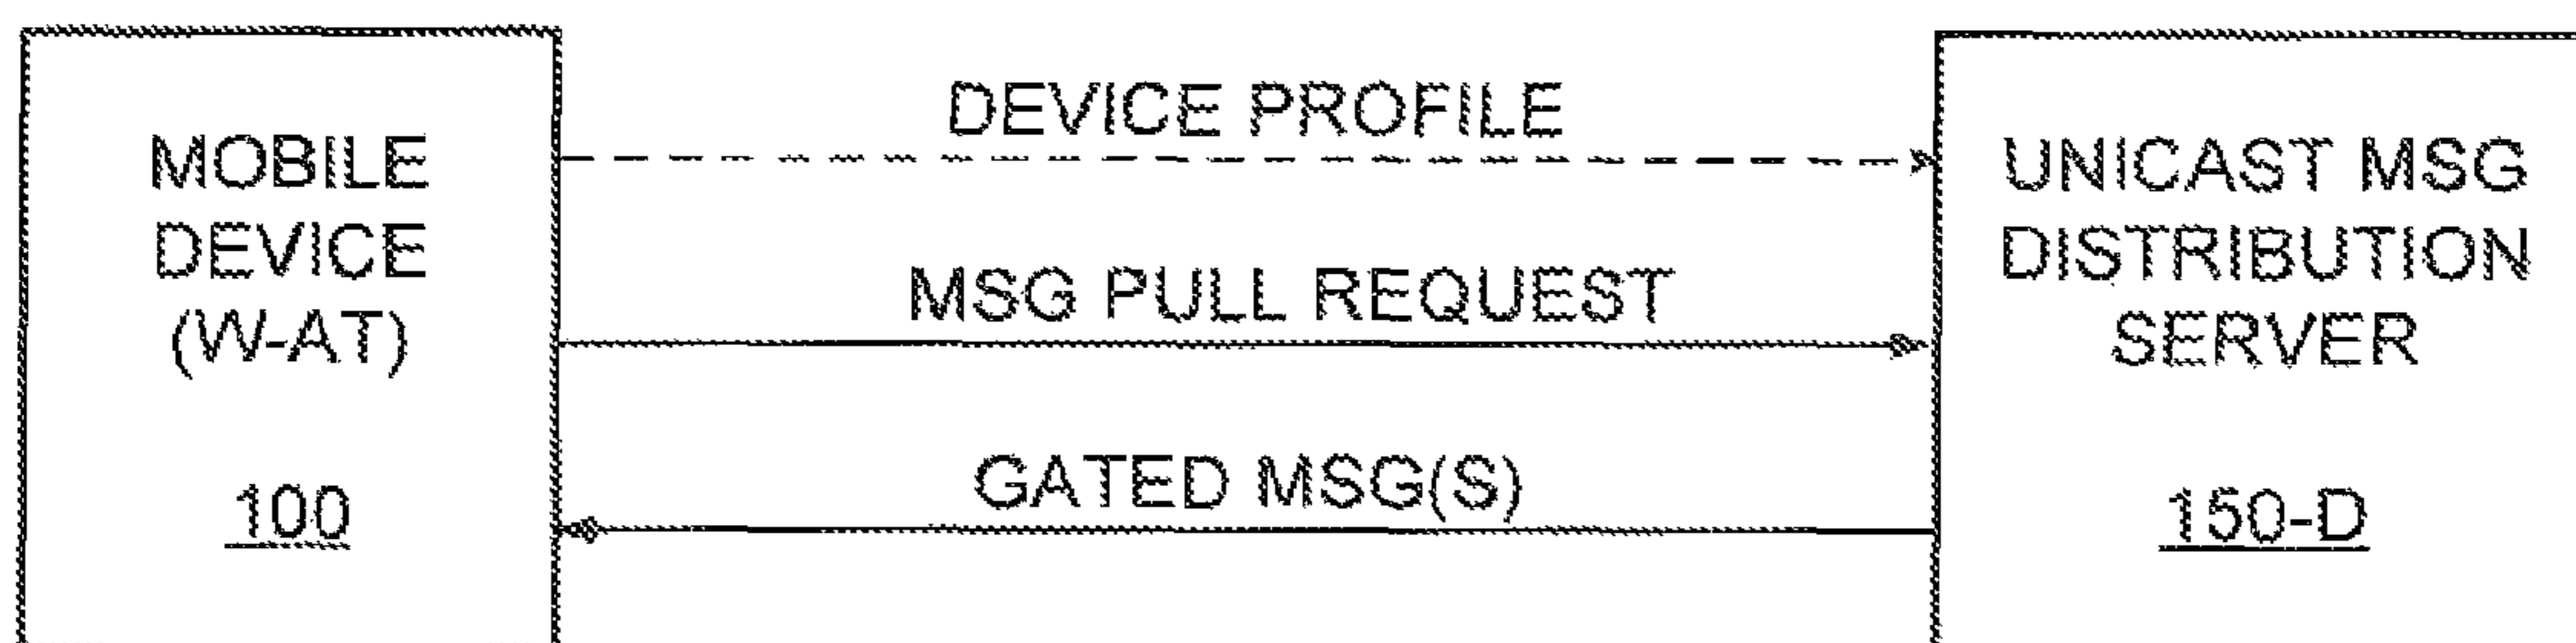 MOBILE
DEVICE
(W-AT)
100
DEVICE PROFILE
MSG PULL REQUEST
GATED MSG(S)
UNICAST MSG
DISTRIBUTION
SERVER
150-D